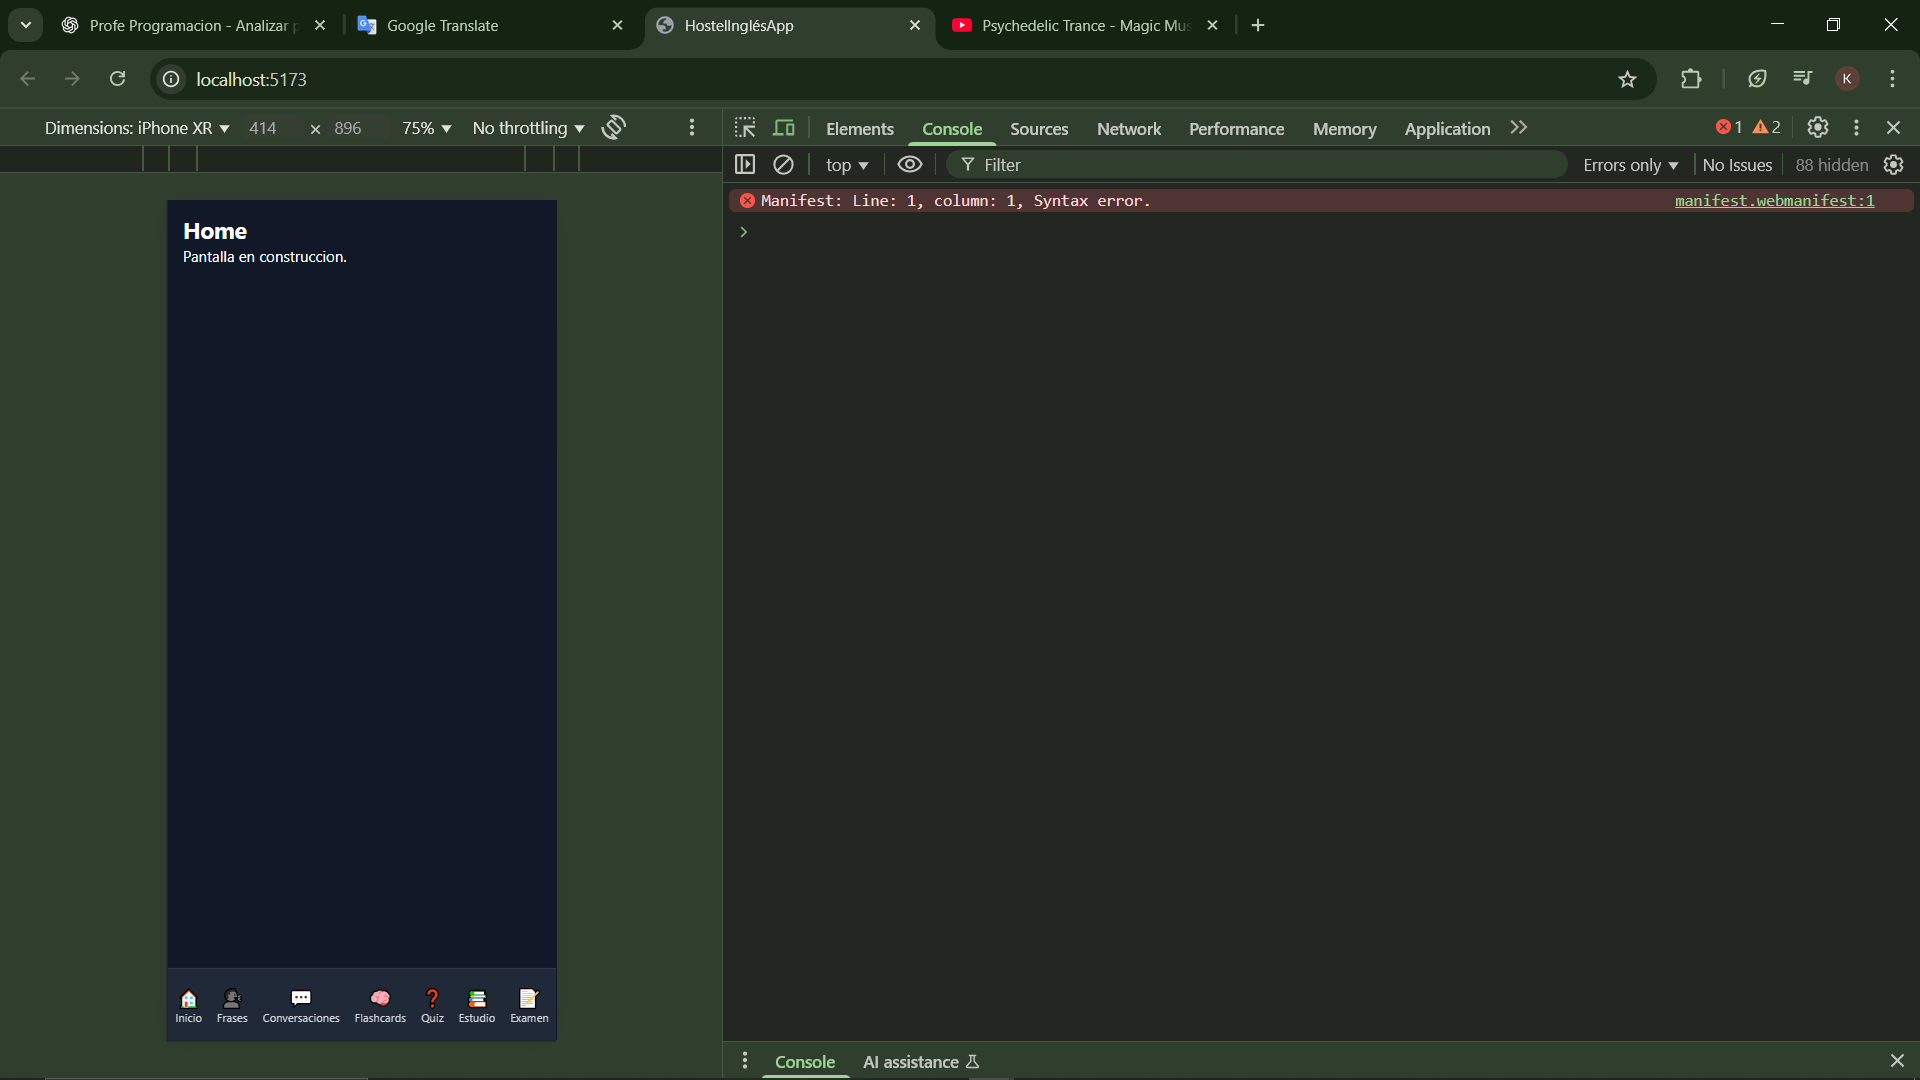 Profe Programacion - Analizar
Google Translate
HostelInglésApp
Psychedelic Trance - Magic Mus
localhost:5173
K
Dimensions: iPhone XR
414
×
896
75%
No throttling
Elements
Console
Sources
Network
Performance
Memory
Application
1
2
top
Filter
Errors only
No Issues
88 hidden
Manifest: Line: 1, column: 1, Syntax error.
manifest.webmanifest:1
Home
Pantalla en construccion.
Inicio
Frases
Conversaciones
Flashcards
Quiz
Estudio
Examen
Console
AI assistance